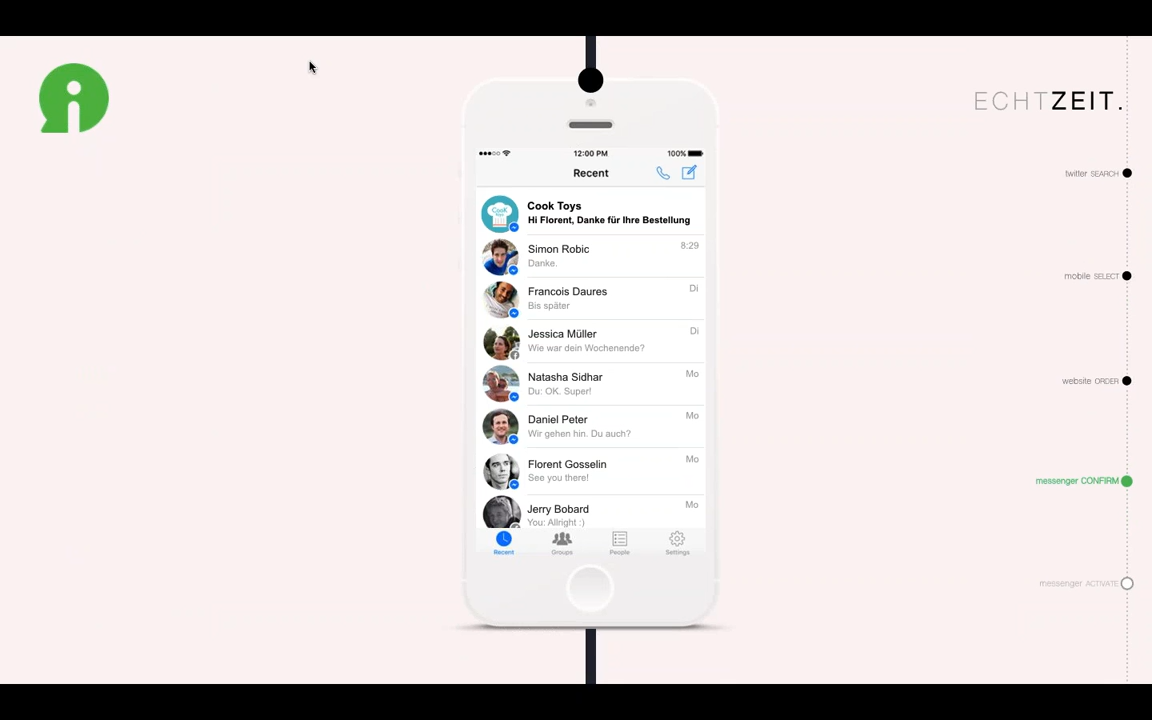 ECHTZEIT.
12:00 PM
100%
Recent
Cook Toys
Hi Florent, Danke für Ihre Bestellung
Simon Robic
8:29
Danke.
Francois Daures
Di
Bis später
Jessica Müller
Di
Wie war dein Wochenende?
Natasha Sidhar
Mo
Du: OK. Super!
Daniel Peter
Mo
Wir gehen hin. Du auch?
Florent Gosselin
Mo
See you there!
Jerry Bobard
Mo
You: Allright :)
Recent
Groups
People
Settings
twitter SEARCH
mobile SELECT
website ORDER
messenger CONFIRM
messenger ACTIVATE